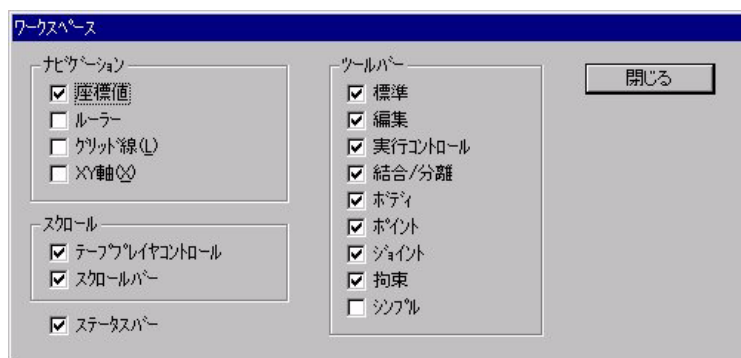 ワークスペース
ナビゲーション
座標値
ルーラー
グリッド線(L)
XY軸(X)
スクロール
テーププレイヤコントロール
スクロールバー
ステータスバー
ツールバー
標準
編集
実行コントロール
結合/分離
ボディ
ポイント
ジョイント
拘束
シンプル
閉じる